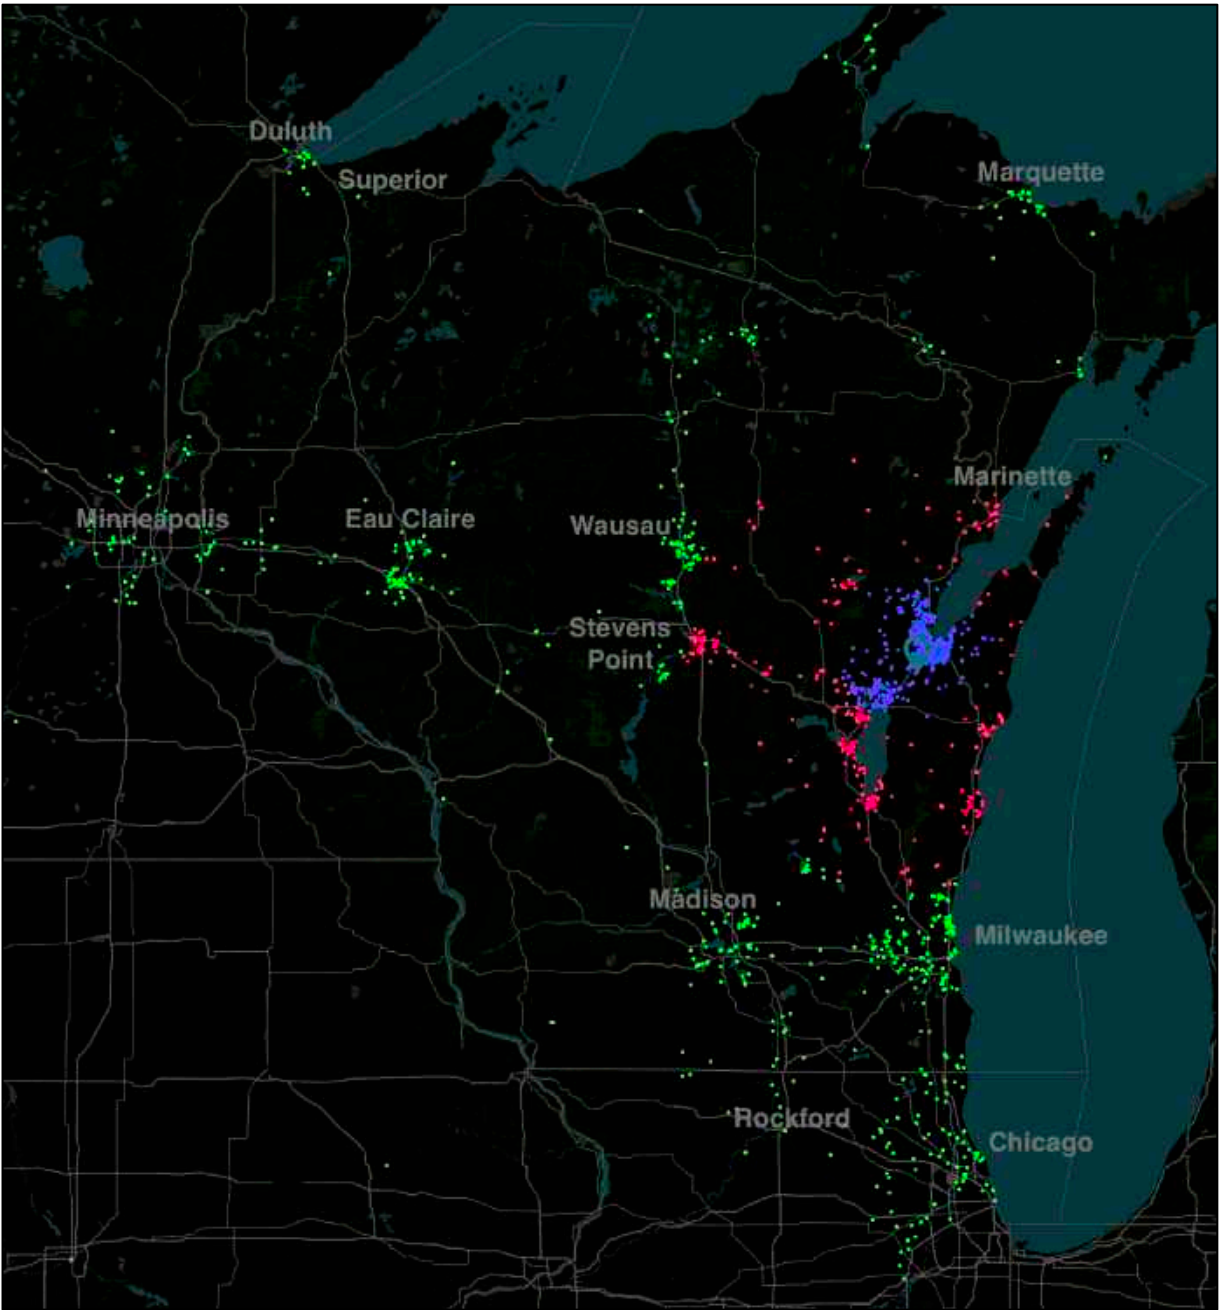 Duluth
Superior
Marquette
Marinette
Minneapolis
Eau Claire
Wausau
Stevens
Point
Madison
Milwaukee
Rockford
Chicago